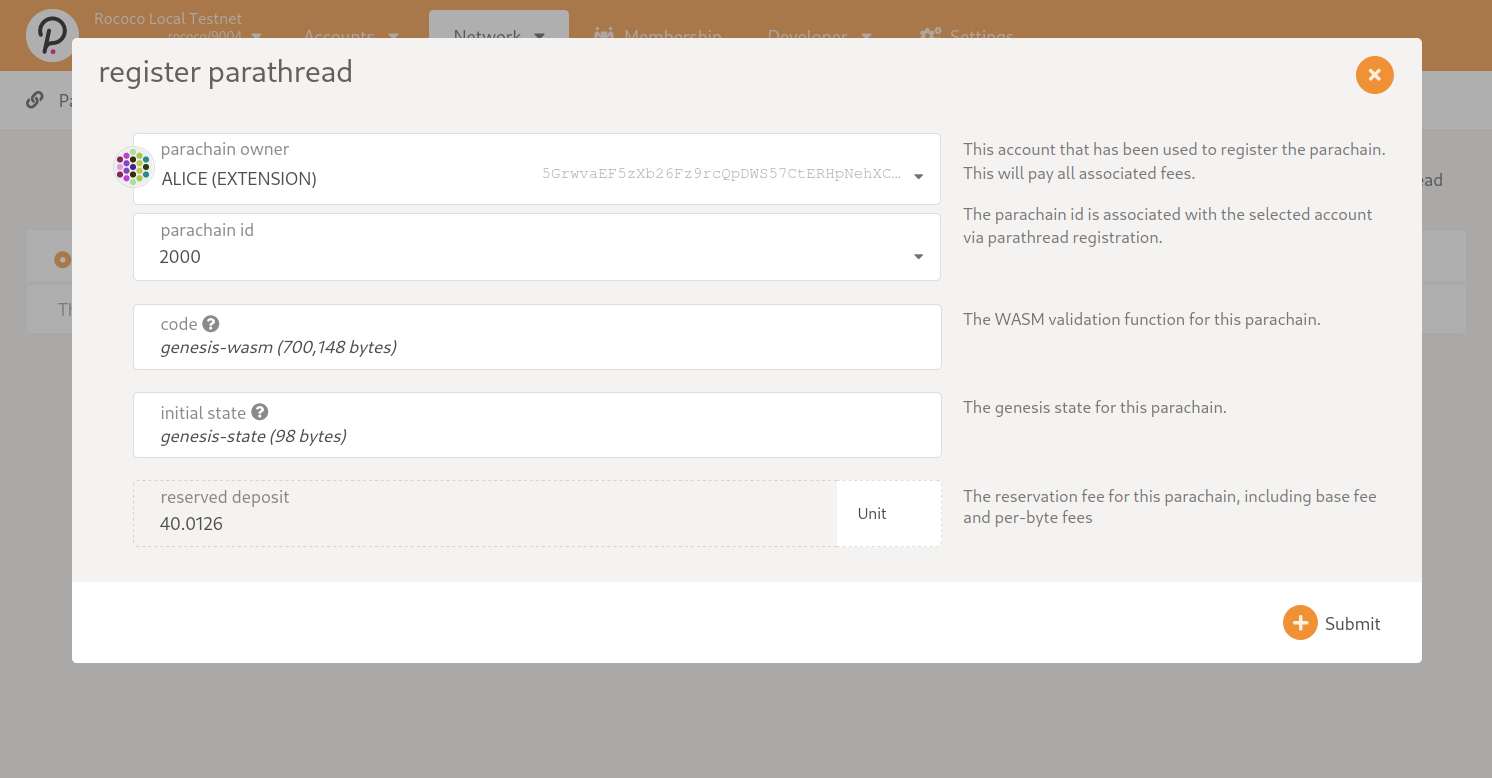 Rococo Local Testnet
rococo/9004
Accounts Network Membership Developer Settings
register parathread
parachain owner
ALICE (EXTENSION) 5GrwvaEF5zXb26Fz9rcQpDWS57CtERHpNehXC…
This account that has been used to register the parachain.
This will pay all associated fees.
parachain id
2000
The parachain id is associated with the selected account
via parathread registration.
code
genesis-wasm (700,148 bytes)
The WASM validation function for this parachain.
initial state
genesis-state (98 bytes)
The genesis state for this parachain.
reserved deposit
40.0126
Unit
The reservation fee for this parachain, including base fee
and per-byte fees
Submit